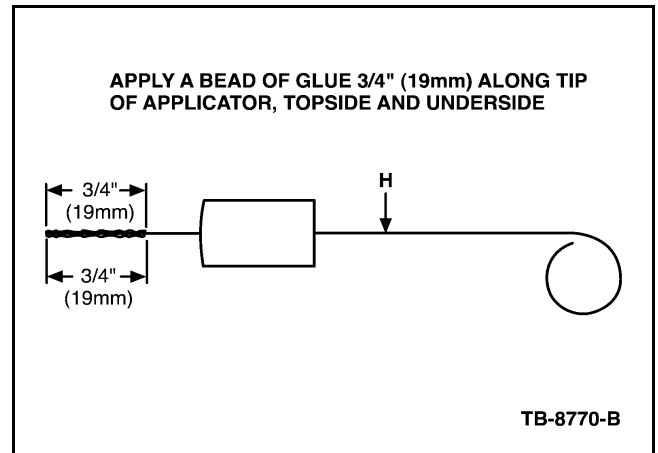 APPLY A BEAD OF GLUE 3/4" (19mm) ALONG TIP
OF APPLICATOR, TOPSIDE AND UNDERSIDE
H
3/4"
(19mm)
3/4"
(19mm)
TB-8770-B